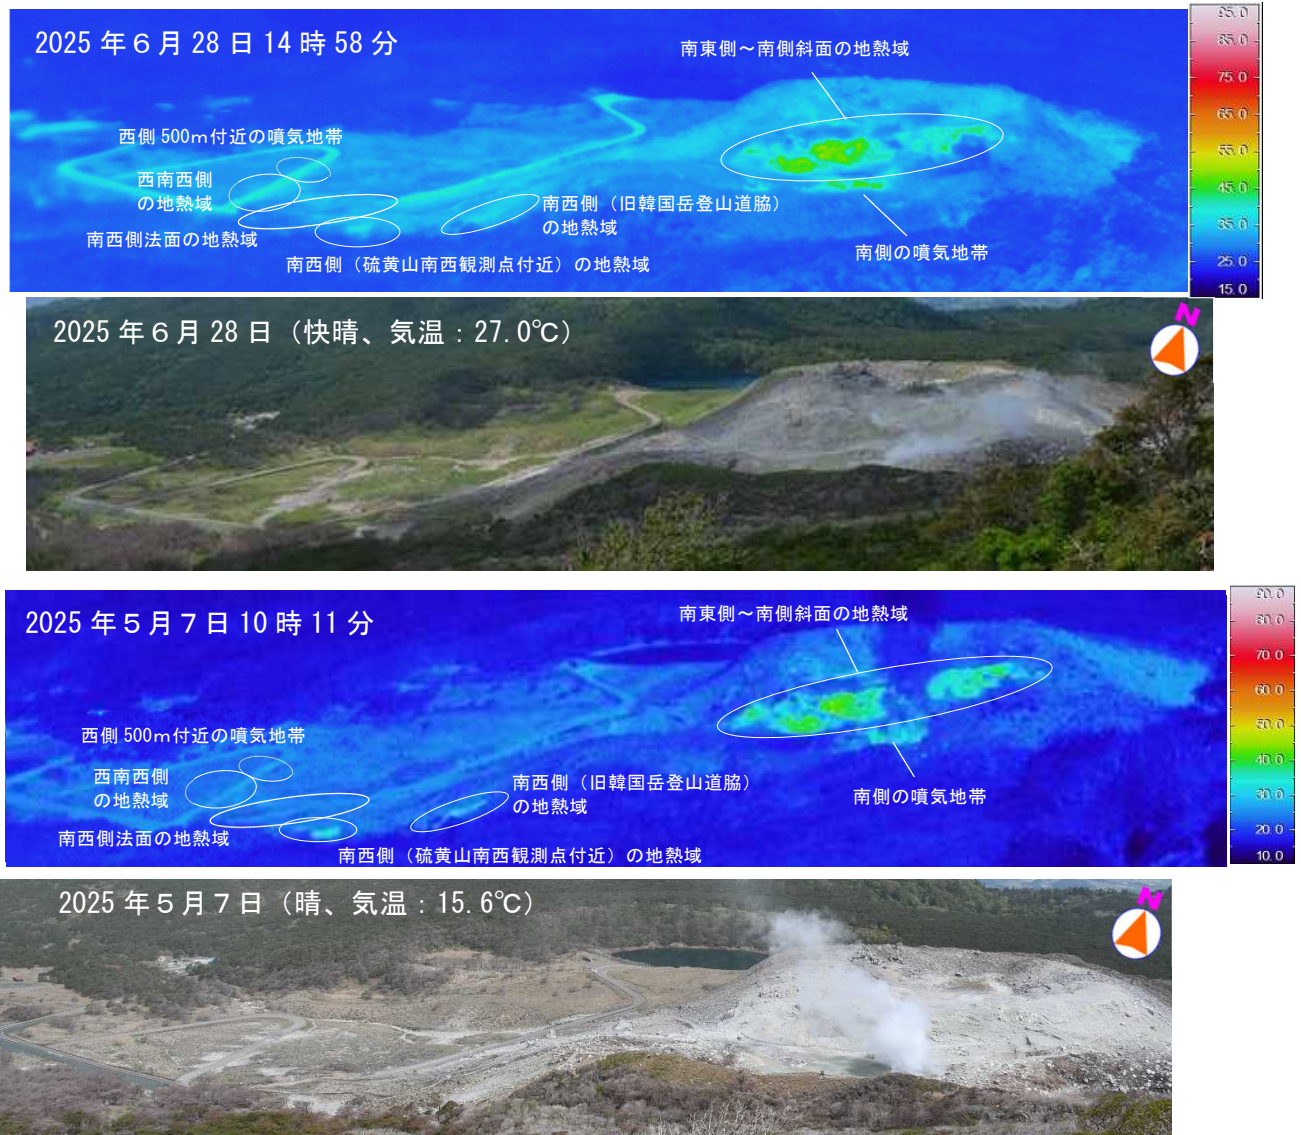 2025年6月28日14時58分
南東側～南側斜面の地熱域
西側500ｍ付近の噴気地帯
西南西側
の地熱域
南西側法面の地熱域
南西側（硫黄山南西観測点付近）の地熱域
南西側（旧韓国岳登山道脇）
の地熱域
南側の噴気地帯
95.0
85.0
75.0
65.0
55.0
45.0
35.0
25.0
15.0
2025年６月28日（快晴、気温：27.0℃）
N
2025年５月７日10時11分
南東側～南側斜面の地熱域
西側500ｍ付近の噴気地帯
西南西側
の地熱域
南西側法面の地熱域
南西側（硫黄山南西観測点付近）の地熱域
南西側（旧韓国岳登山道脇）
の地熱域
南側の噴気地帯
90.0
80.0
70.0
60.0
50.0
40.0
30.0
20.0
10.0
2025年５月７日（晴、気温：15.6℃）
N